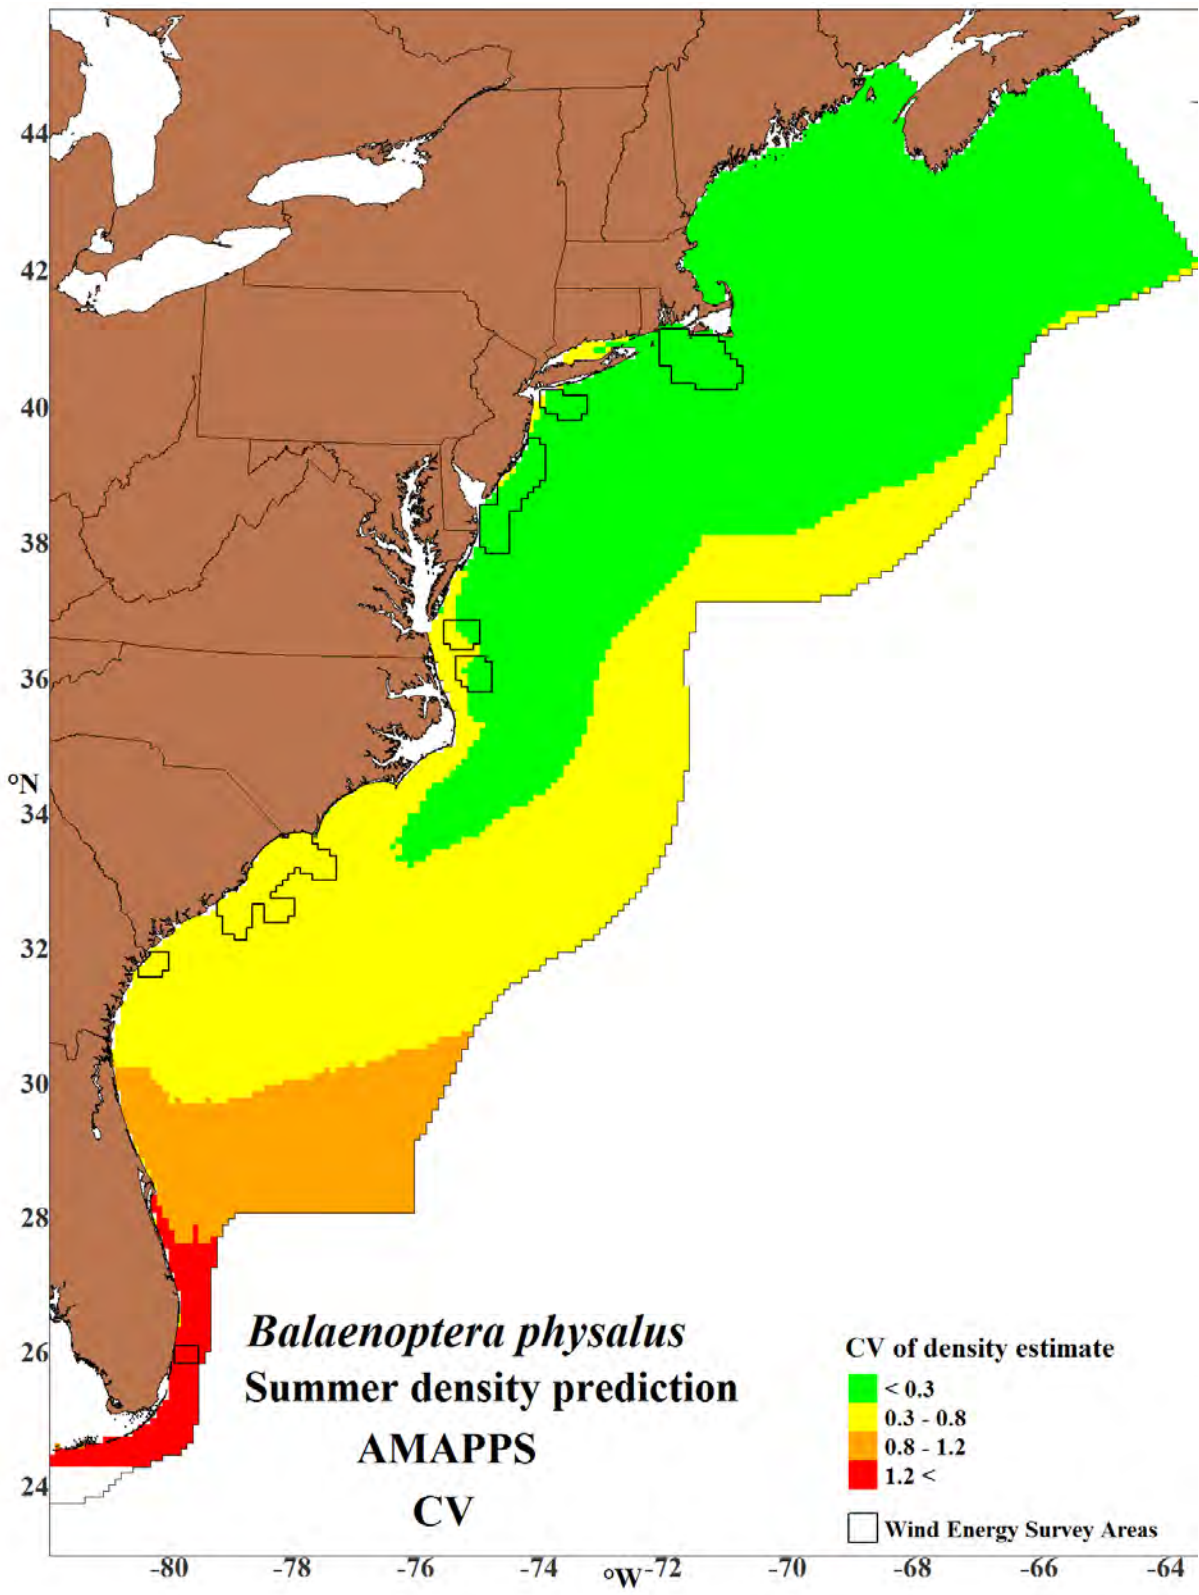 44
42
40
38
36
°N
34
32
30
28
26
24
Balaenoptera physalus
Summer density prediction
AMAPPS
CV
CV of density estimate
< 0.3
0.3 - 0.8
0.8 - 1.2
1.2 <
Wind Energy Survey Areas
-80 -78 -76 -74 °W -72 -70 -68 -66 -64